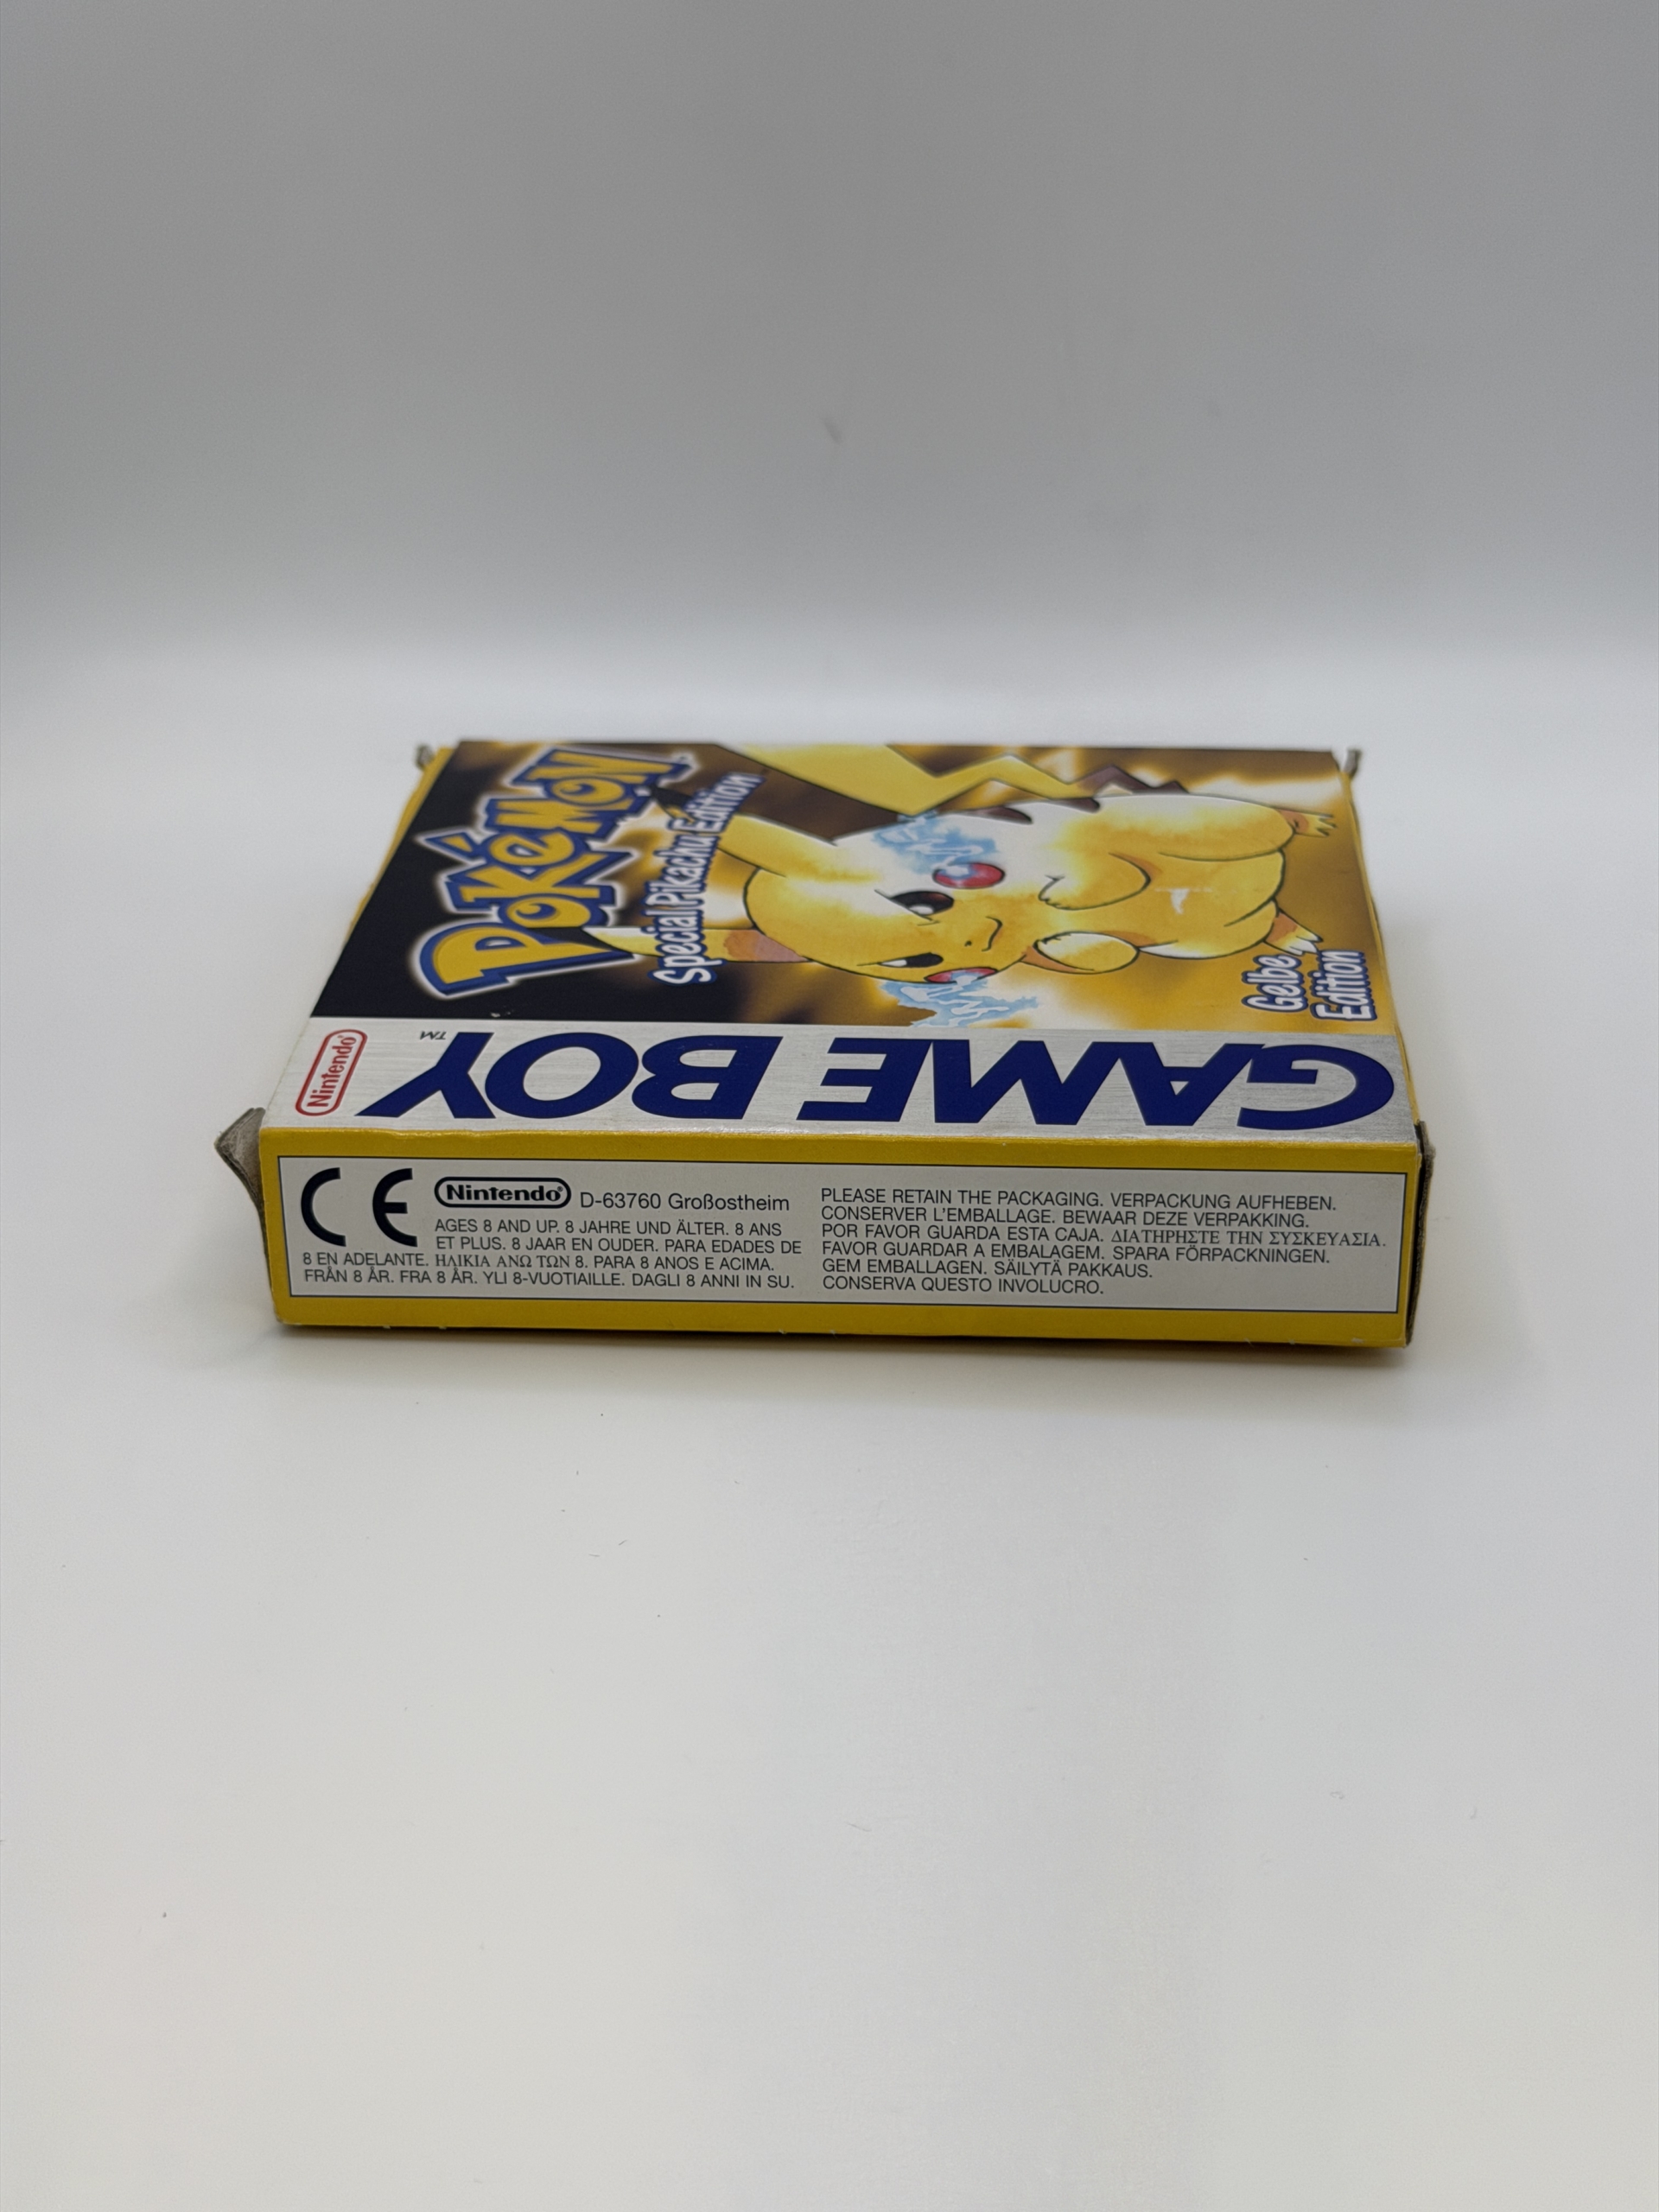 Pokémon
Special Pikachu Edition
Gelbe
Edition
Nintendo
GAME BOY™
CE
Nintendo® D-63760 Großostheim
AGES 8 AND UP. 8 JAHRE UND ÄLTER. 8 ANS
ET PLUS. 8 JAAR EN OUDER. PARA EDADES DE
8 EN ADELANTE. ΗΛΙΚΙΑ ΑΝΩ ΤΩΝ 8. PARA 8 ANOS E ACIMA.
FRÅN 8 ÅR. FRA 8 ÅR. YLI 8-VUOTIAILLE. DAGLI 8 ANNI IN SU.
PLEASE RETAIN THE PACKAGING. VERPACKUNG AUFHEBEN.
CONSERVER L'EMBALLAGE. BEWAAR DEZE VERPAKKING.
POR FAVOR GUARDA ESTA CAJA. ΔΙΑΤΗΡΗΣΤΕ ΤΗΝ ΣΥΣΚΕΥΑΣΙΑ.
FAVOR GUARDAR A EMBALAGEM. SPARA FÖRPACKNINGEN.
GEM EMBALLAGEN. SÄILYTÄ PAKKAUS.
CONSERVA QUESTO INVOLUCRO.